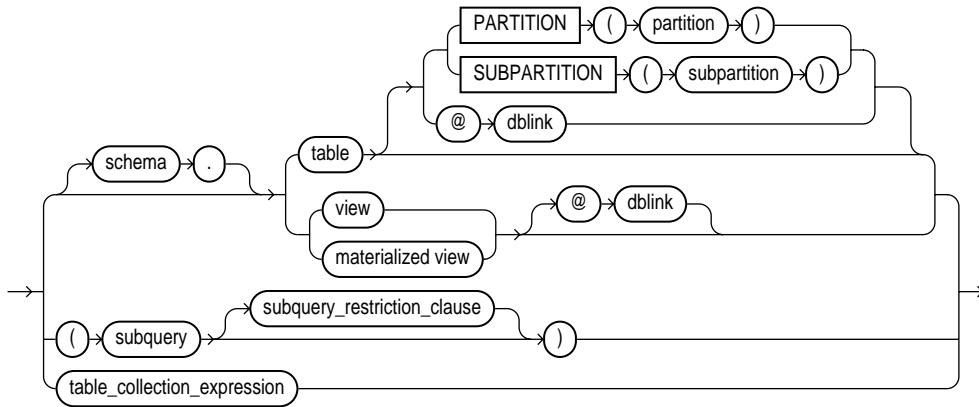 PARTITION ( partition )
SUBPARTITION ( subpartition )
@ dblink
schema . table
view @ dblink
materialized view
subquery_restriction_clause
( subquery )
table_collection_expression